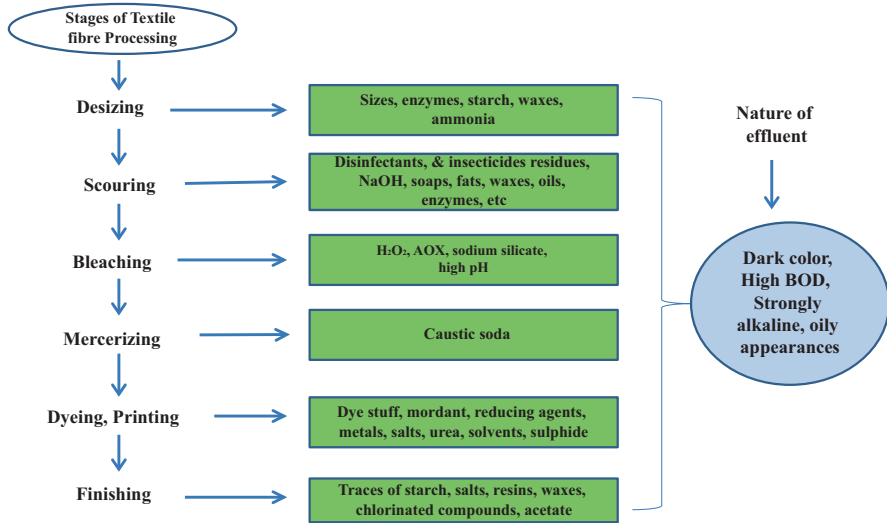 Stages of Textile
fibre Processing
Desizing
Sizes, enzymes, starch, waxes,
ammonia
Scouring
Disinfectants, & insecticides residues,
NaOH, soaps, fats, waxes, oils,
enzymes, etc
Bleaching
H₂O₂, AOX, sodium silicate,
high pH
Mercerizing
Caustic soda
Dyeing, Printing
Dye stuff, mordant, reducing agents,
metals, salts, urea, solvents, sulphide
Finishing
Traces of starch, salts, resins, waxes,
chlorinated compounds, acetate
Nature of
effluent
Dark color,
High BOD,
Strongly
alkaline, oily
appearances